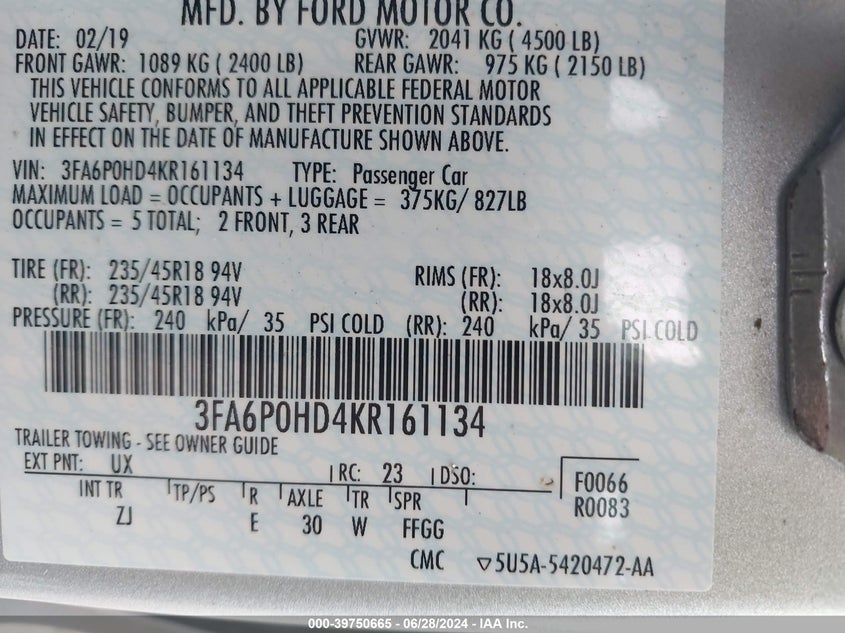 MFD. BY FORD MOTOR CO.
DATE: 02/19 GVWR: 2041 KG ( 4500 LB)
FRONT GAWR: 1089 KG ( 2400 LB) REAR GAWR: 975 KG ( 2150 LB)
THIS VEHICLE CONFORMS TO ALL APPLICABLE FEDERAL MOTOR
VEHICLE SAFETY, BUMPER, AND THEFT PREVENTION STANDARDS
IN EFFECT ON THE DATE OF MANUFACTURE SHOWN ABOVE.
VIN: 3FA6P0HD4KR161134 TYPE: Passenger Car
MAXIMUM LOAD = OCCUPANTS + LUGGAGE = 375KG/ 827LB
OCCUPANTS = 5 TOTAL; 2 FRONT, 3 REAR
TIRE (FR): 235/45R18 94V RIMS (FR): 18x8.0J
(RR): 235/45R18 94V (RR): 18x8.0J
PRESSURE (FR): 240 kPa/ 35 PSI COLD (RR): 240 kPa/ 35 PSI COLD
3FA6P0HD4KR161134
TRAILER TOWING - SEE OWNER GUIDE
EXT PNT: UX RC: 23 DSO: F0066
INT TR TP/PS R AXLE TR SPR R0083
ZJ E 30 W FFGG
CMC ▽5U5A-5420472-AA
000-39750665 - 06/28/2024 - IAA Inc.